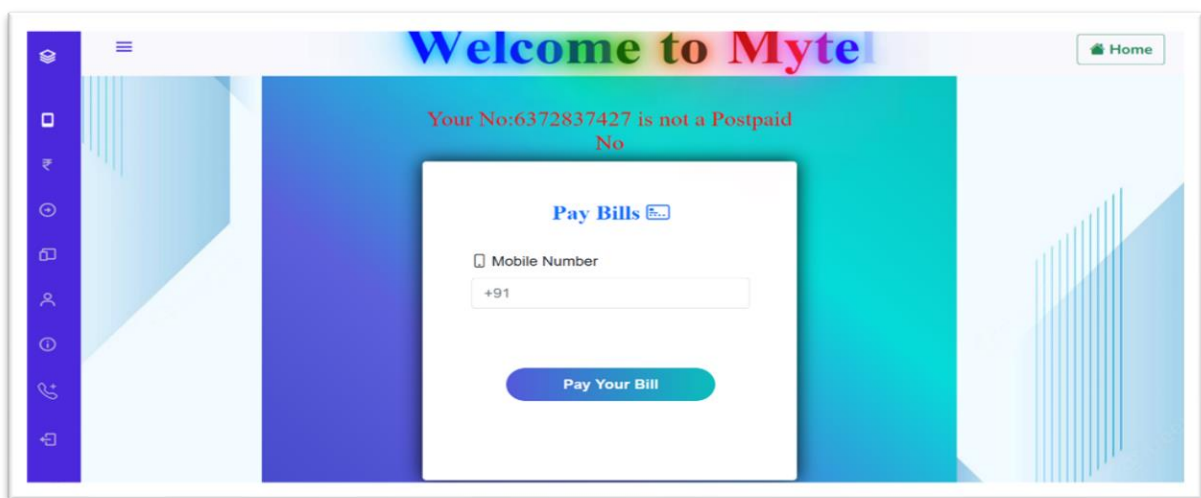 Welcome to Mytel
Home
Your No:6372837427 is not a Postpaid
No
Pay Bills
Mobile Number
+91
Pay Your Bill